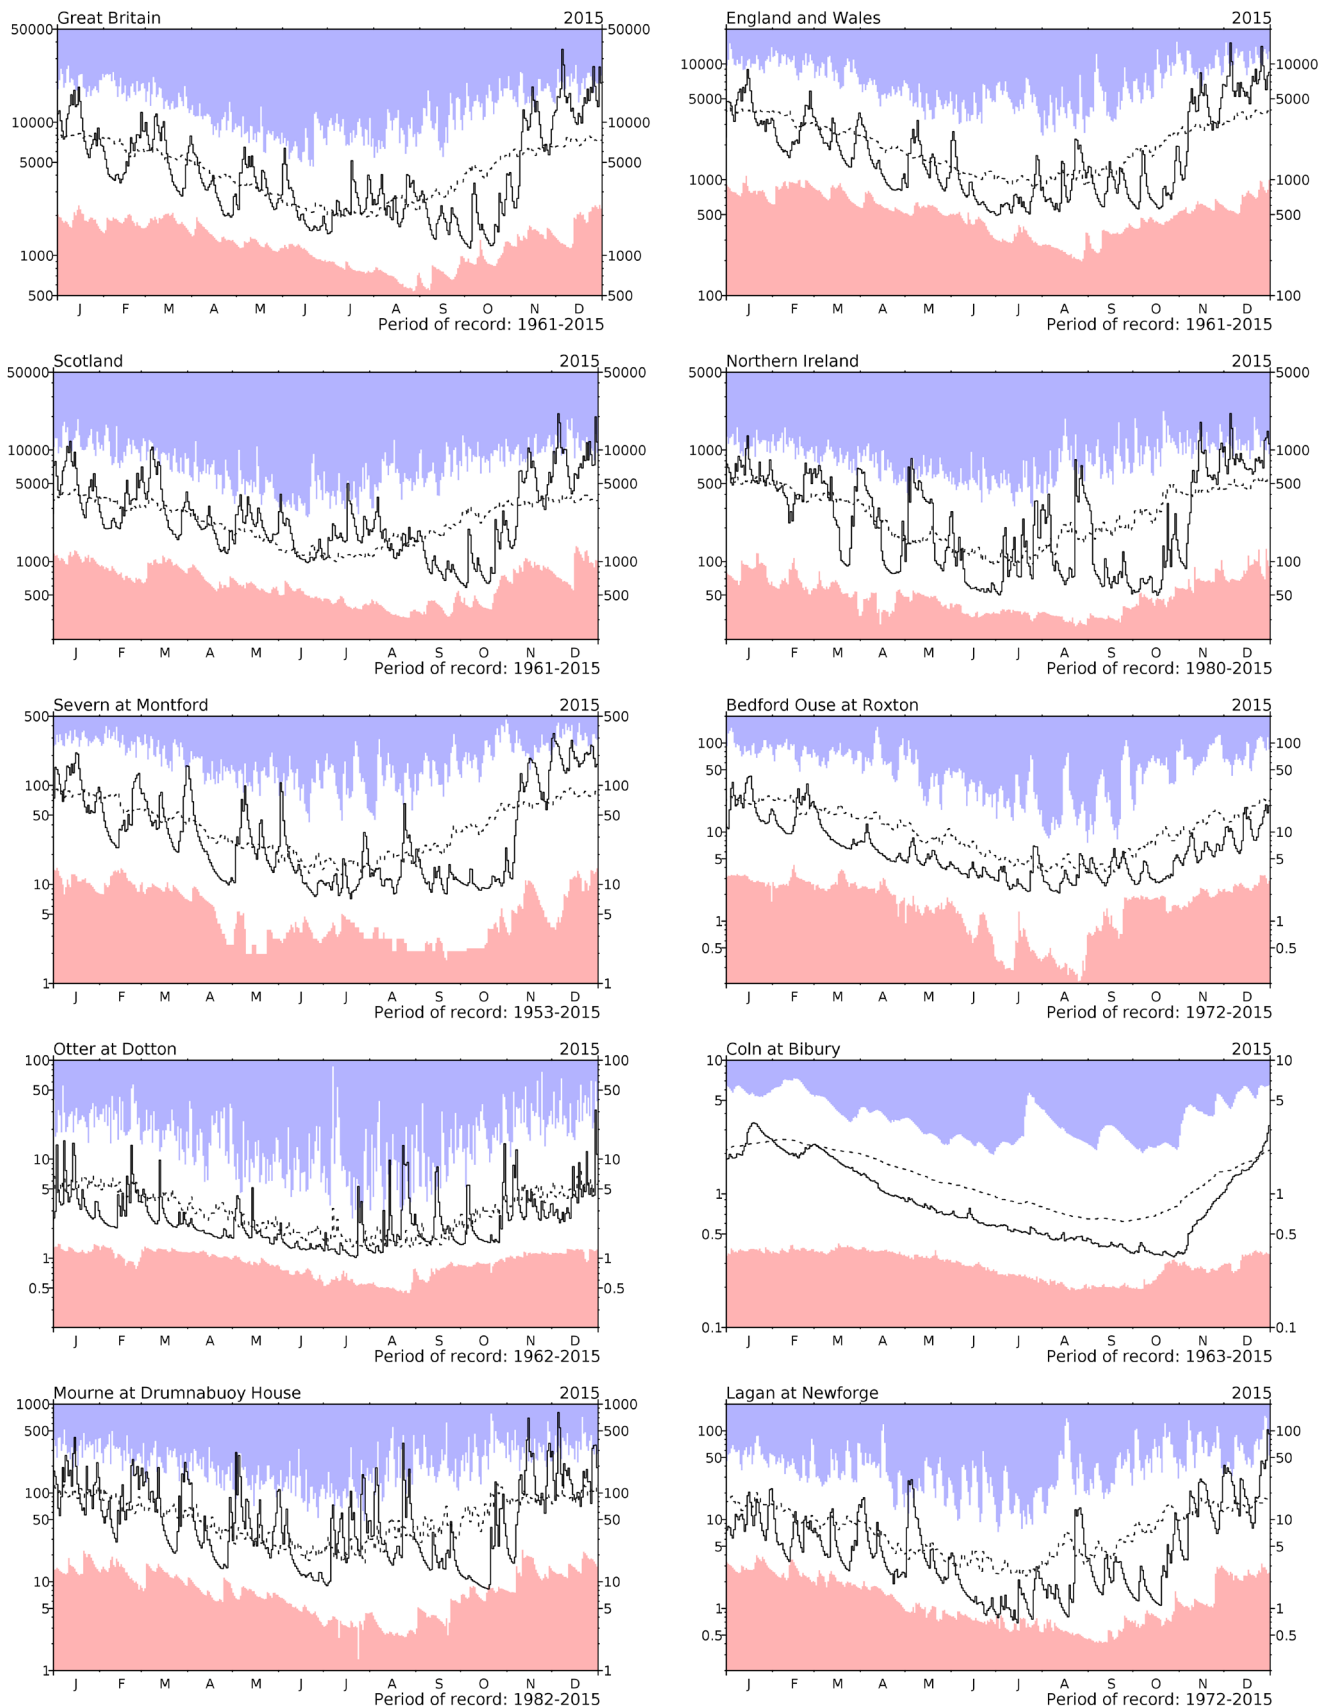 Great Britain 2015
50000 50000
10000 10000
5000 5000
1000 1000
500 500
J F M A M J J A S O N D
Period of record: 1961-2015
England and Wales 2015
10000 10000
5000 5000
1000 1000
500 500
100 100
J F M A M J J A S O N D
Period of record: 1961-2015
Scotland 2015
50000 50000
10000 10000
5000 5000
1000 1000
500 500
J F M A M J J A S O N D
Period of record: 1961-2015
Northern Ireland 2015
5000 5000
1000 1000
500 500
100 100
50 50
J F M A M J J A S O N D
Period of record: 1980-2015
Severn at Montford 2015
500 500
100 100
50 50
10 10
5 5
1 1
J F M A M J J A S O N D
Period of record: 1953-2015
Bedford Ouse at Roxton 2015
100 100
50 50
10 10
5 5
1 1
0.5 0.5
J F M A M J J A S O N D
Period of record: 1972-2015
Otter at Dotton 2015
100 100
50 50
10 10
5 5
1 1
0.5 0.5
J F M A M J J A S O N D
Period of record: 1962-2015
Coln at Bibury 2015
10 10
5 5
1 1
0.5 0.5
0.1 0.1
J F M A M J J A S O N D
Period of record: 1963-2015
Mourne at Drumnabuoy House 2015
1000 1000
500 500
100 100
50 50
10 10
5 5
1 1
J F M A M J J A S O N D
Period of record: 1982-2015
Lagan at Newforge 2015
100 100
50 50
10 10
5 5
1 1
0.5 0.5
J F M A M J J A S O N D
Period of record: 1972-2015